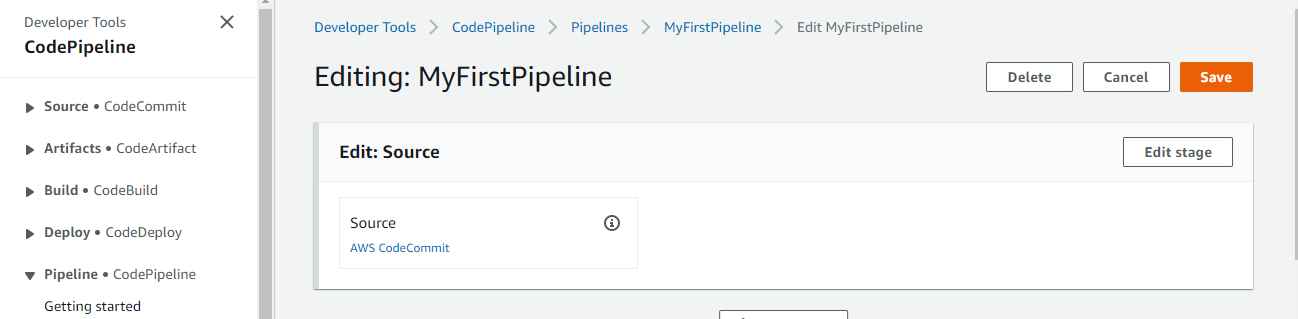 Developer Tools
CodePipeline
Source • CodeCommit
Artifacts • CodeArtifact
Build • CodeBuild
Deploy • CodeDeploy
Pipeline • CodePipeline
Getting started
Developer Tools > CodePipeline > Pipelines > MyFirstPipeline > Edit MyFirstPipeline
Editing: MyFirstPipeline
Delete Cancel Save
Edit: Source
Edit stage
Source
AWS CodeCommit